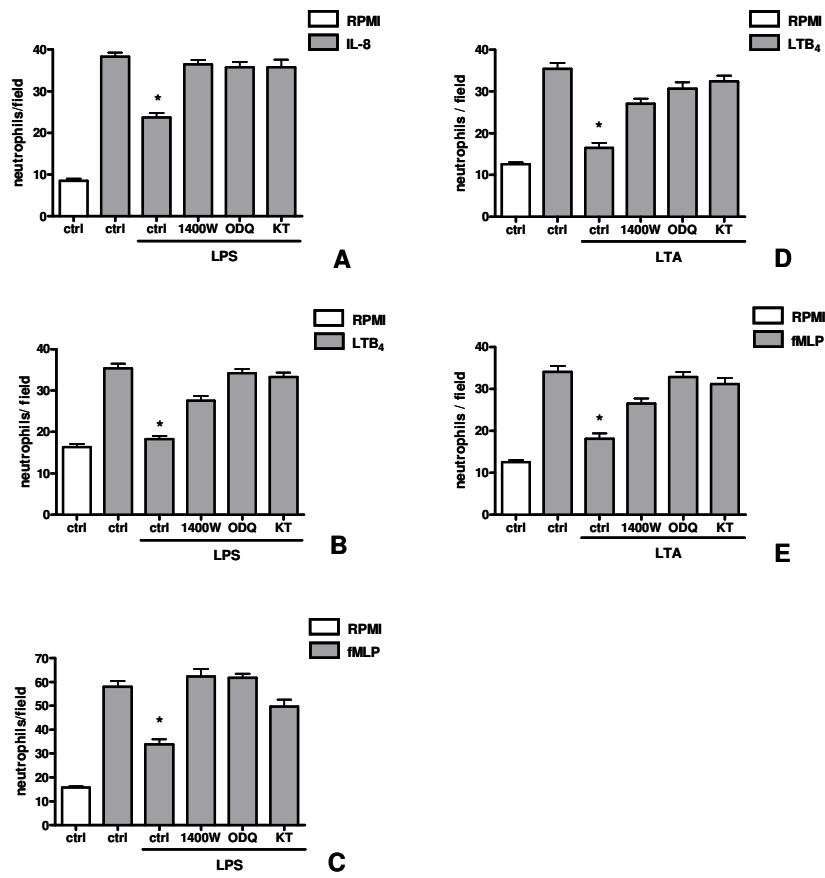 RPMI
IL-8
neutrophils/field
40
30
20
10
0
*
ctrl ctrl ctrl 1400W ODQ KT
LPS
A
RPMI
LTB4
neutrophils/ field
40
30
20
10
0
*
ctrl ctrl ctrl 1400W ODQ KT
LPS
B
RPMI
fMLP
neutrophils/field
70
60
50
40
30
20
10
0
*
ctrl ctrl ctrl 1400W ODQ KT
LPS
C
RPMI
LTB4
neutrophils / field
40
30
20
10
0
*
ctrl ctrl ctrl 1400W ODQ KT
LTA
D
RPMI
fMLP
neutrophils / field
40
30
20
10
0
*
ctrl ctrl ctrl 1400W ODQ KT
LTA
E